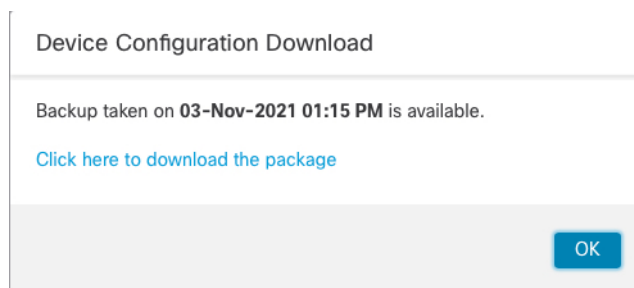 Device Configuration Download
Backup taken on 03-Nov-2021 01:15 PM is available.
Click here to download the package
OK